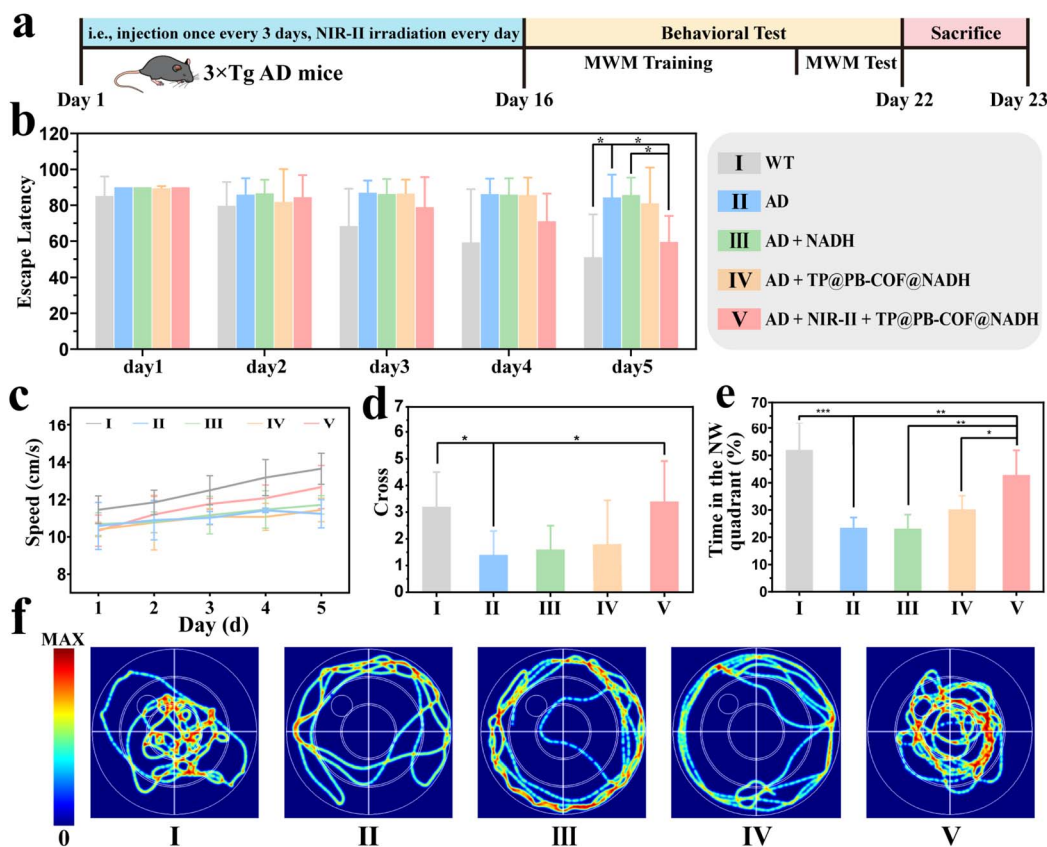 a
i.e., injection once every 3 days, NIR-II irradiation every day
Behavioral Test
Sacrifice
3×Tg AD mice
MWM Training
MWM Test
Day 1
Day 16
Day 22
Day 23
b
Escape Latency
120
100
80
60
40
20
0
* *
*
day1 day2 day3 day4 day5
I WT
II AD
III AD + NADH
IV AD + TP@PB-COF@NADH
V AD + NIR-II + TP@PB-COF@NADH
c
Speed (cm/s)
16
14
12
10
8
I II III IV V
1 2 3 4 5
Day (d)
d
Cross
7
6
5
4
3
2
1
0
* *
I II III IV V
e
Time in the NW
quadrant (%)
70
60
50
40
30
20
10
0
*** **
**
*
I II III IV V
f
MAX
0
I II III IV V